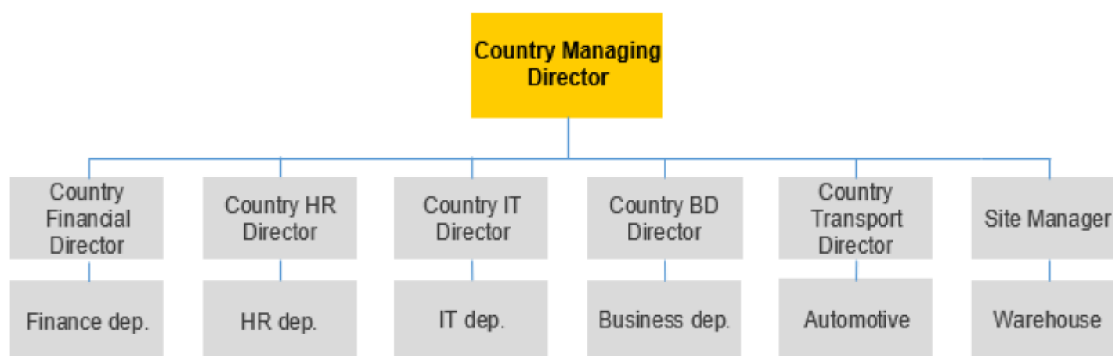 Country Managing
Director
Country
Financial
Director
Country HR
Director
Country IT
Director
Country BD
Director
Country
Transport
Director
Site Manager
Finance dep.
HR dep.
IT dep.
Business dep.
Automotive
Warehouse